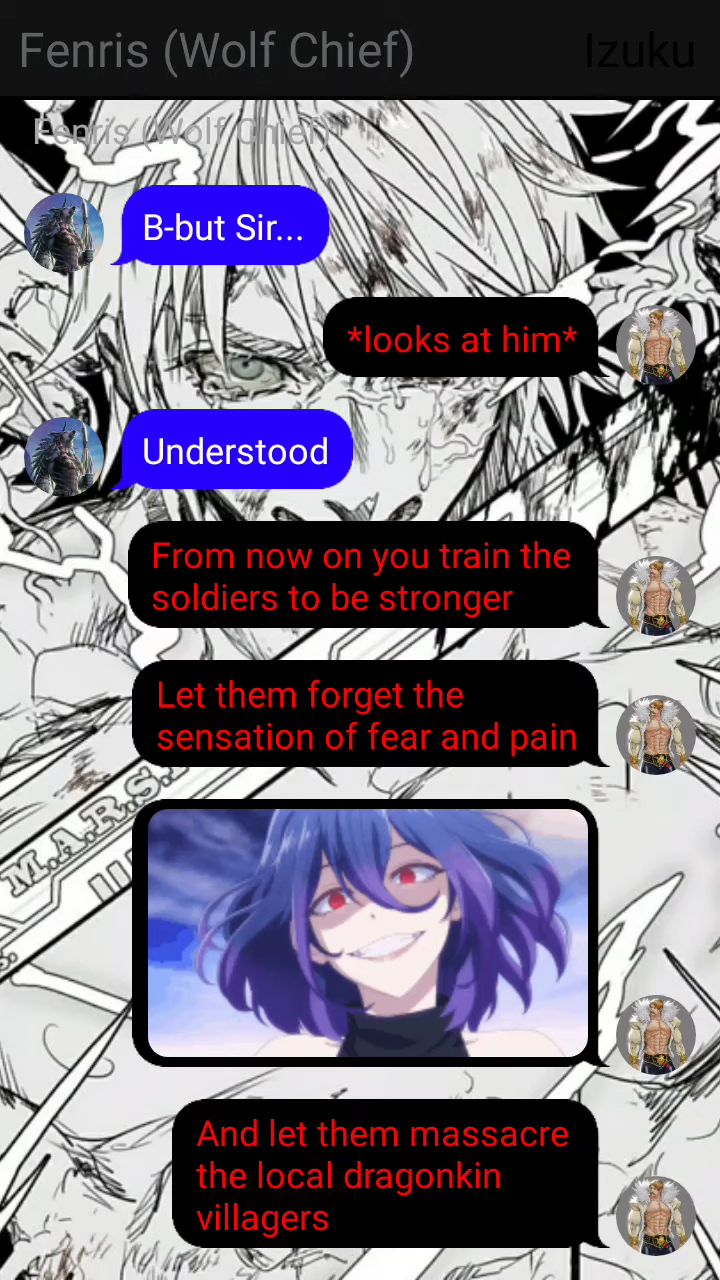 Fenris (Wolf Chief)
Izuku
Fenris (Wolf Chief)
B-but Sir...
*looks at him*
Understood
From now on you train the
soldiers to be stronger
Let them forget the
sensation of fear and pain
M.A.R.S.
And let them massacre
the local dragonkin
villagers